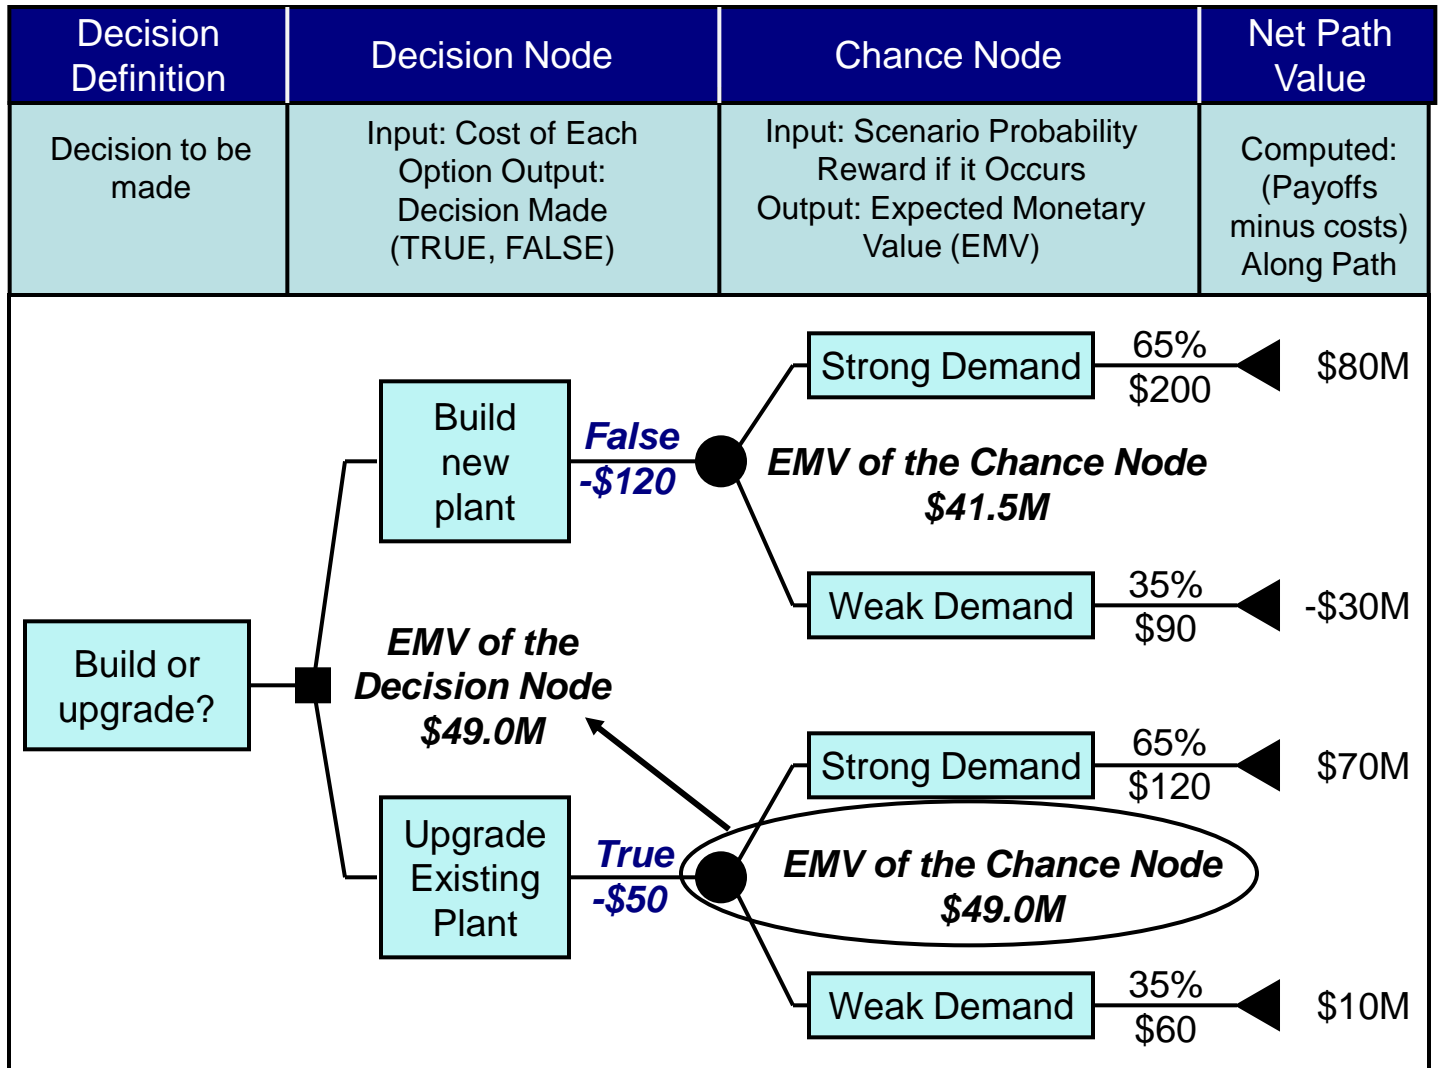 Decision
Definition
Decision Node
Chance Node
Net Path
Value
Decision to be
made
Input: Cost of Each
Option Output:
Decision Made
(TRUE, FALSE)
Input: Scenario Probability
Reward if it Occurs
Output: Expected Monetary
Value (EMV)
Computed:
(Payoffs
minus costs)
Along Path
Build or
upgrade?
Build
new
plant
False
-$120
Strong Demand
65%
$200
$80M
EMV of the Chance Node
$41.5M
Weak Demand
35%
$90
-$30M
EMV of the
Decision Node
$49.0M
Upgrade
Existing
Plant
True
-$50
Strong Demand
65%
$120
$70M
EMV of the Chance Node
$49.0M
Weak Demand
35%
$60
$10M